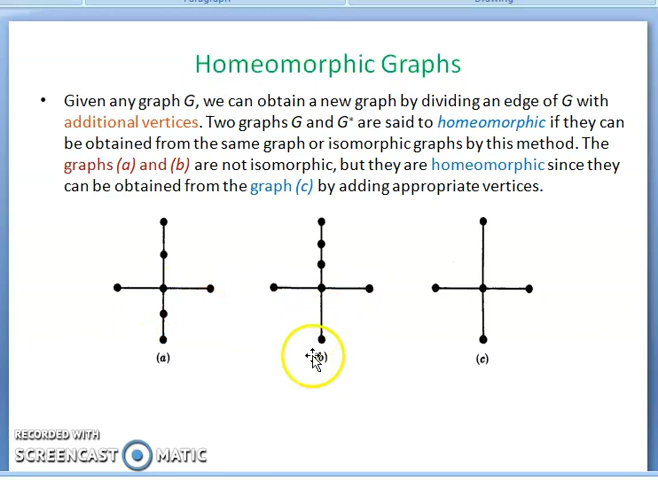 Paragraph
Drawing
Homeomorphic Graphs
• Given any graph G, we can obtain a new graph by dividing an edge of G with
additional vertices. Two graphs G and G* are said to homeomorphic if they can
be obtained from the same graph or isomorphic graphs by this method. The
graphs (a) and (b) are not isomorphic, but they are homeomorphic since they
can be obtained from the graph (c) by adding appropriate vertices.
(a) (b) (c)
RECORDED WITH
SCREENCAST MATIC